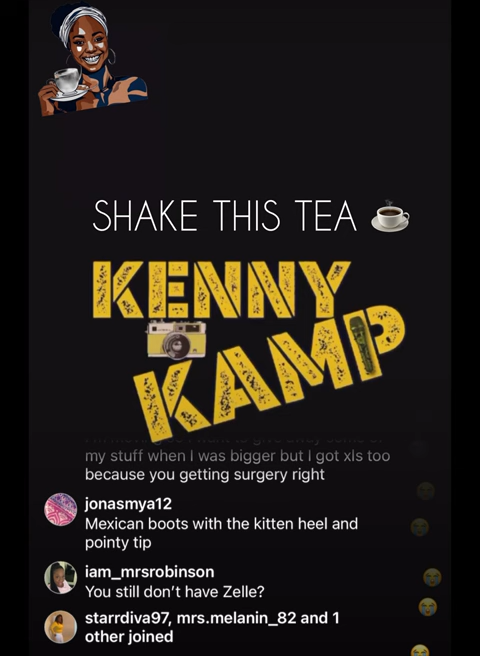 SHAKE THIS TEA
KENNY
KAMP
my stuff when I was bigger but I got xls too
because you getting surgery right
jonasmya12
Mexican boots with the kitten heel and
pointy tip
iam_mrsrobinson
You still don't have Zelle?
starrdiva97, mrs.melanin_82 and 1
other joined